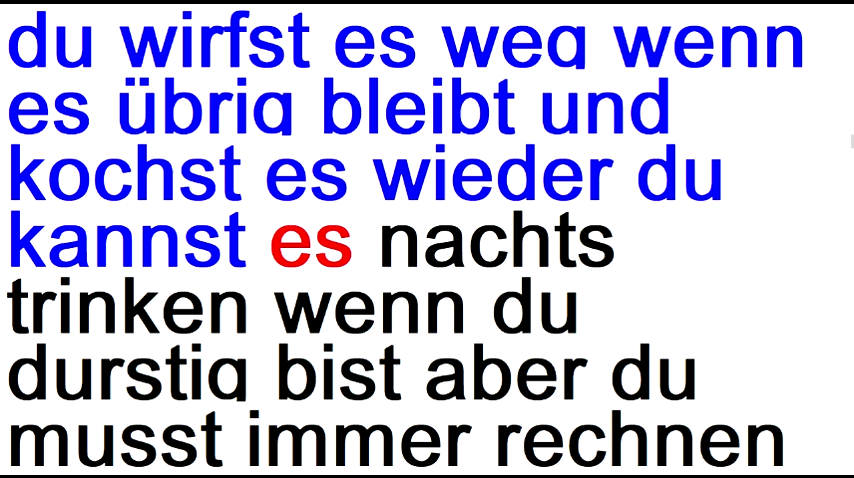 du wirfst es weg wenn
es übrig bleibt und
kochst es wieder du
kannst es nachts
trinken wenn du
durstig bist aber du
musst immer rechnen